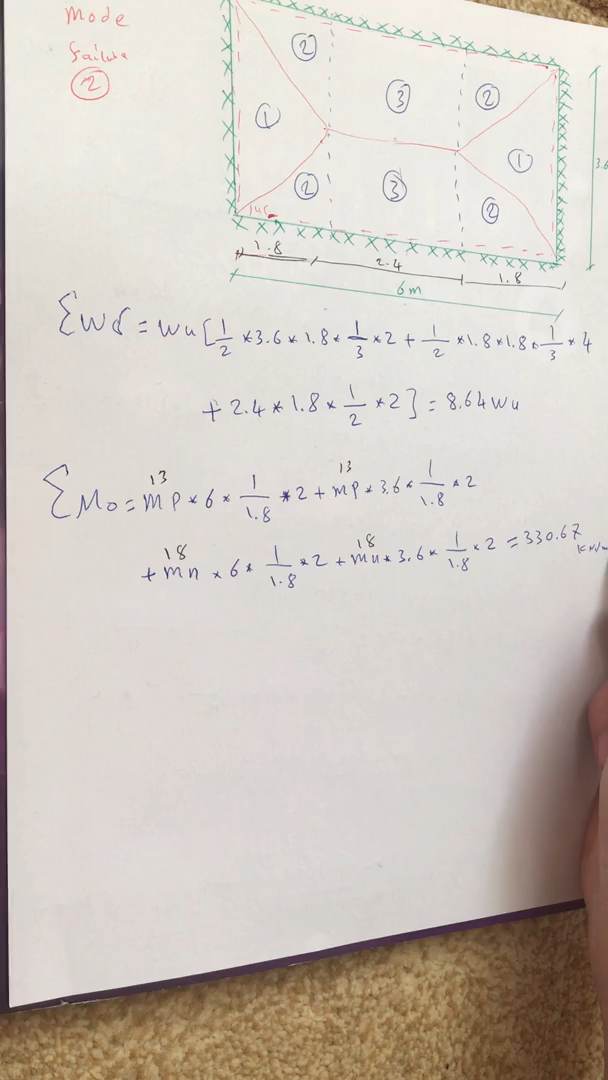 Mode
failure
2
2
3
2
1
1
2
3
2
45°
3.6
1.8
2.4
1.8
6m
∑Wδ = Wu[1/2 * 3.6 * 1.8 * 1/3 * 2 + 1/2 * 1.8 * 1.8 * 1/3 * 4
+ 2.4 * 1.8 * 1/2 * 2] = 8.64 Wu
13 13
∑Mθ = mp * 6 * 1/1.8 * 2 + mp * 3.6 * 1/1.8 * 2
18 18
+ mn * 6 * 1/1.8 * 2 + mn * 3.6 * 1/1.8 * 2 = 330.67